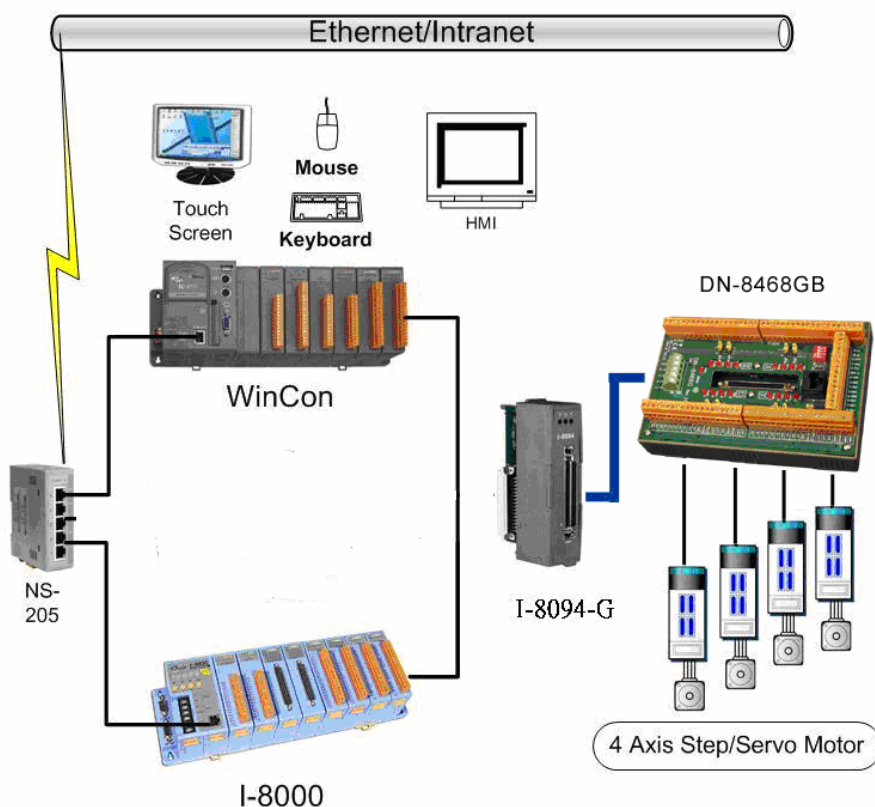 Ethernet/Intranet
Touch
Screen
Mouse
Keyboard
HMI
DN-8468GB
WinCon
I-8094
NS-
205
I-8094-G
I-8000
4 Axis Step/Servo Motor